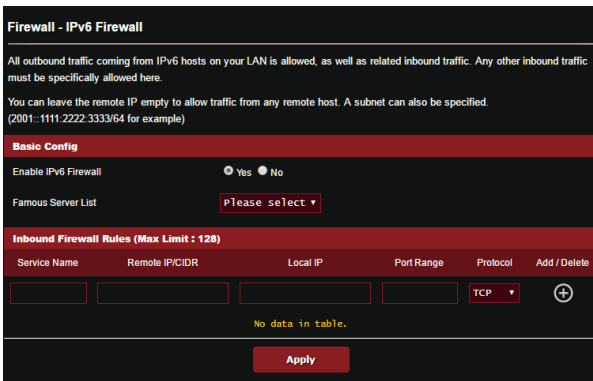 Firewall - IPv6 Firewall
All outbound traffic coming from IPv6 hosts on your LAN is allowed, as well as related inbound traffic. Any other inbound traffic
must be specifically allowed here.
You can leave the remote IP empty to allow traffic from any remote host. A subnet can also be specified.
(2001::1111:2222:3333/64 for example)
Basic Config
Enable IPv6 Firewall Yes No
Famous Server List Please select
Inbound Firewall Rules (Max Limit : 128)
Service Name Remote IP/CIDR Local IP Port Range Protocol Add / Delete
TCP
No data in table.
Apply